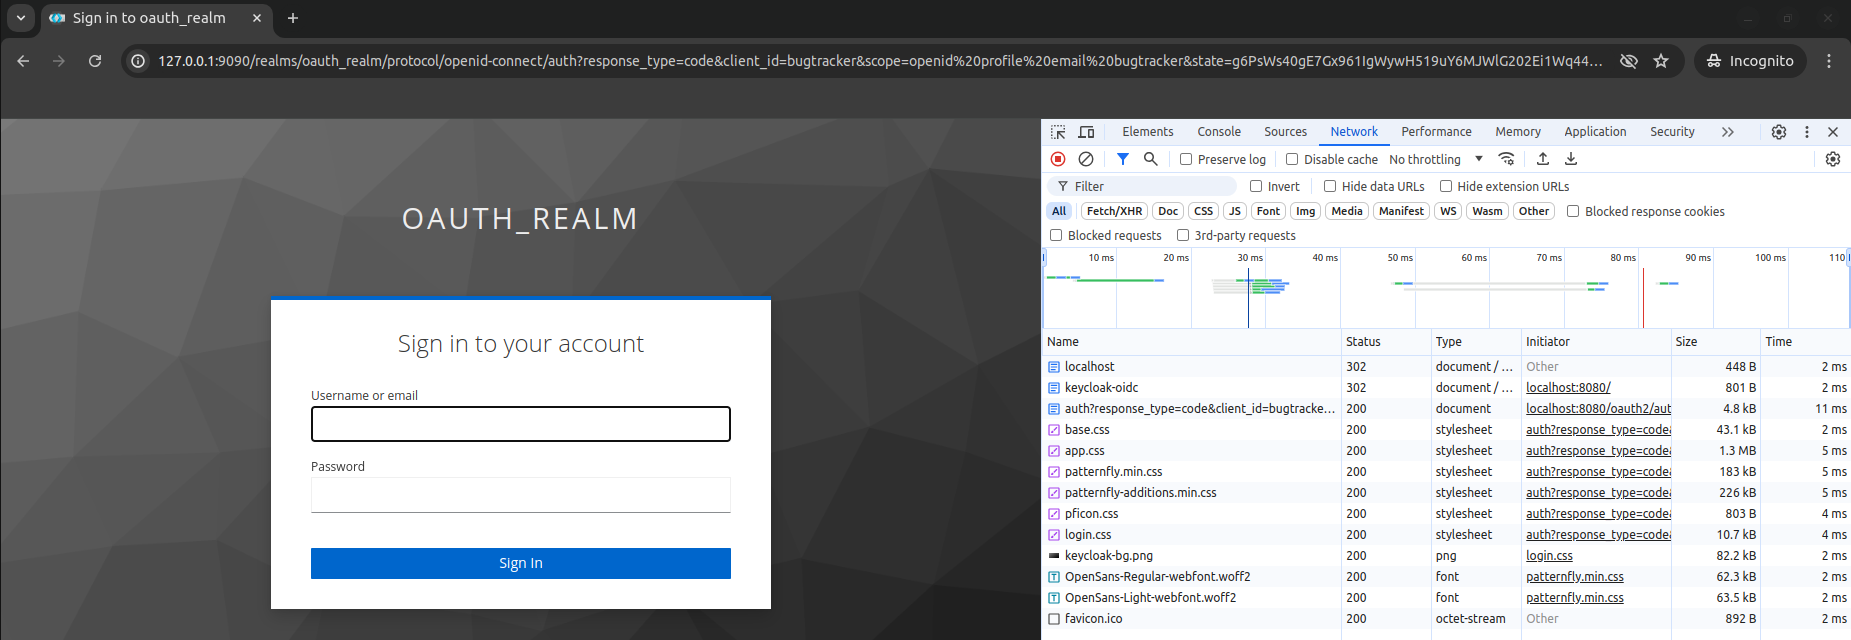 Sign in to oauth_realm
127.0.0.1:9090/realms/oauth_realm/protocol/openid-connect/auth?response_type=code&client_id=bugtracker&scope=openid%20profile%20email%20bugtracker&state=g6PsWs40gE7Gx961IgWywH519uY6MJWlG202Ei1Wq44...
Incognito
OAUTH_REALM
Sign in to your account
Username or email
Password
Sign In
Elements Console Sources Network Performance Memory Application Security
Preserve log Disable cache No throttling
Filter Invert Hide data URLs Hide extension URLs
All Fetch/XHR Doc CSS JS Font Img Media Manifest WS Wasm Other Blocked response cookies
Blocked requests 3rd-party requests
10 ms 20 ms 30 ms 40 ms 50 ms 60 ms 70 ms 80 ms 90 ms 100 ms 110
Name Status Type Initiator Size Time
localhost 302 document / ... Other 448 B 2 ms
keycloak-oidc 302 document / ... localhost:8080/ 801 B 2 ms
auth?response_type=code&client_id=bugtracke... 200 document localhost:8080/oauth2/aut 4.8 kB 11 ms
base.css 200 stylesheet auth?response_type=code& 43.1 kB 2 ms
app.css 200 stylesheet auth?response_type=code& 1.3 MB 5 ms
patternfly.min.css 200 stylesheet auth?response_type=code& 183 kB 5 ms
patternfly-additions.min.css 200 stylesheet auth?response_type=code& 226 kB 5 ms
pficon.css 200 stylesheet auth?response_type=code& 803 B 4 ms
login.css 200 stylesheet auth?response_type=code& 10.7 kB 4 ms
keycloak-bg.png 200 png login.css 82.2 kB 2 ms
OpenSans-Regular-webfont.woff2 200 font patternfly.min.css 62.3 kB 2 ms
OpenSans-Light-webfont.woff2 200 font patternfly.min.css 63.5 kB 2 ms
favicon.ico 200 octet-stream Other 892 B 2 ms